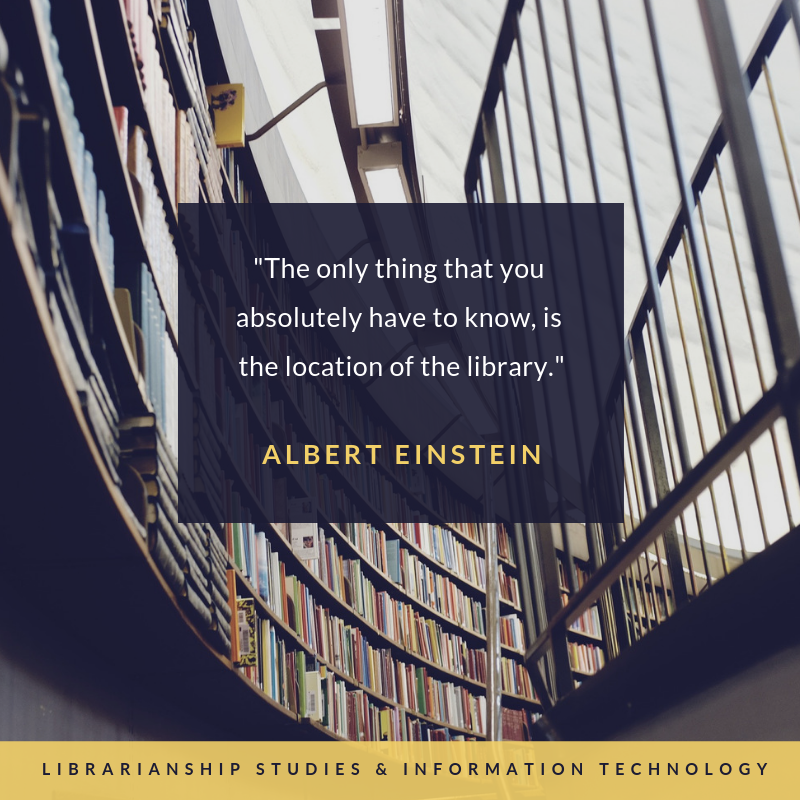 "The only thing that you
absolutely have to know, is
the location of the library."
ALBERT EINSTEIN
LIBRARIANSHIP STUDIES & INFORMATION TECHNOLOGY